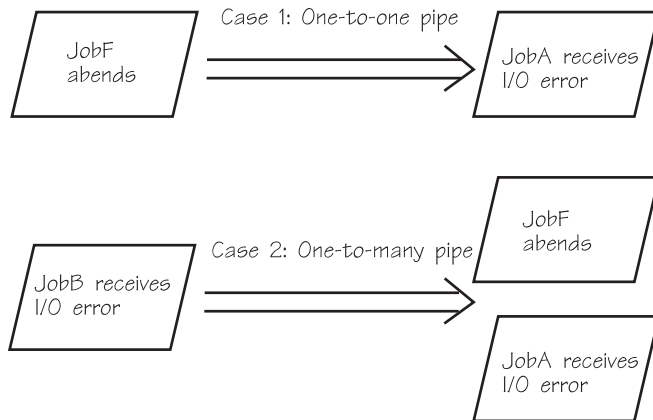 Case 1: One-to-one pipe
JobF
abends
JobA receives
I/O error
Case 2: One-to-many pipe
JobB receives
I/O error
JobF
abends
JobA receives
I/O error